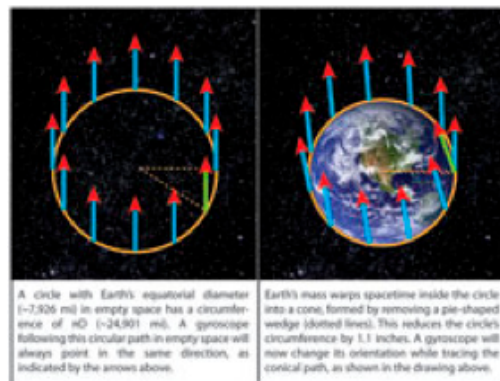 A circle with Earth's equatorial diameter
(~7,926 mi) in empty space has a circumfer-
ence of πD (~24,901 mi). A gyroscope
following this circular path in empty space will
always point in the same direction, as
indicated by the arrows above.
Earth's mass warps spacetime inside the circle
into a cone, formed by removing a pie-shaped
wedge (dotted lines). This reduces the circle's
circumference by 1.1 inches. A gyroscope will
now change its orientation while tracing the
conical path, as shown in the drawing above.